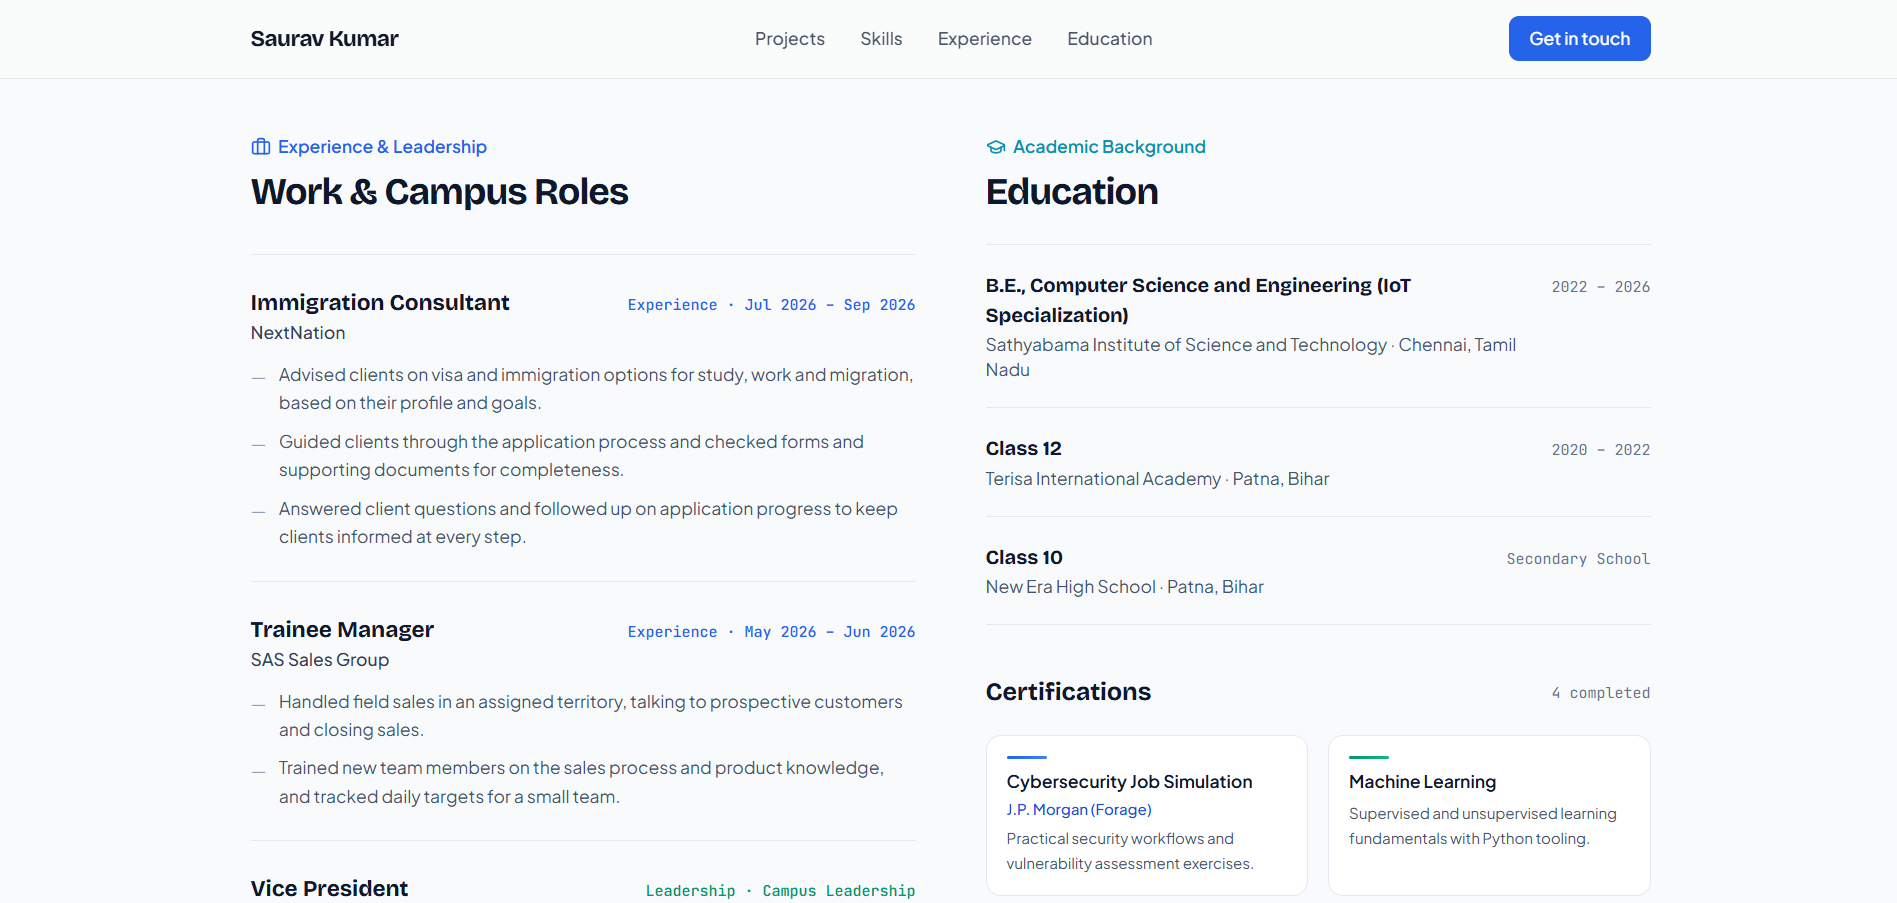 Saurav Kumar
Projects Skills Experience Education
Get in touch
Experience & Leadership
Work & Campus Roles
Immigration Consultant
Experience · Jul 2026 – Sep 2026
NextNation
— Advised clients on visa and immigration options for study, work and migration,
based on their profile and goals.
— Guided clients through the application process and checked forms and
supporting documents for completeness.
— Answered client questions and followed up on application progress to keep
clients informed at every step.
Trainee Manager
Experience · May 2026 – Jun 2026
SAS Sales Group
— Handled field sales in an assigned territory, talking to prospective customers
and closing sales.
— Trained new team members on the sales process and product knowledge,
and tracked daily targets for a small team.
Vice President
Leadership · Campus Leadership
Academic Background
Education
B.E., Computer Science and Engineering (IoT
Specialization)
2022 – 2026
Sathyabama Institute of Science and Technology · Chennai, Tamil
Nadu
Class 12
2020 – 2022
Terisa International Academy · Patna, Bihar
Class 10
Secondary School
New Era High School · Patna, Bihar
Certifications
4 completed
Cybersecurity Job Simulation
J.P. Morgan (Forage)
Practical security workflows and
vulnerability assessment exercises.
Machine Learning
Supervised and unsupervised learning
fundamentals with Python tooling.